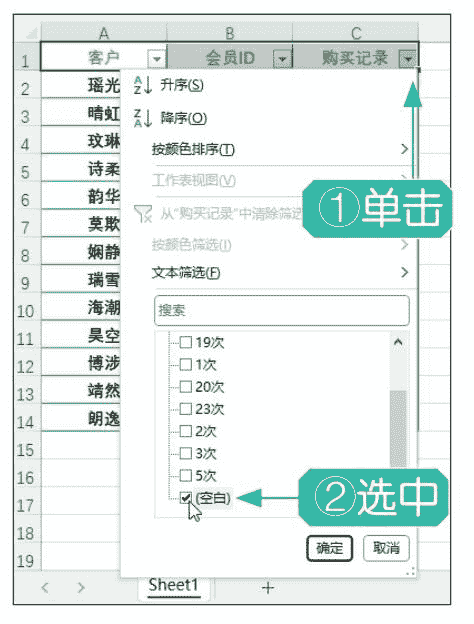 A B C
1 客户 会员ID 购买记录
2 瑶光
3 晴虹
4 玟琳
5 诗柔
6 韵华
7 莫欺
8 娴静
9 瑞雪
10 海潮
11 昊空
12 博涉
13 靖然
14 朗逸
15
16
17
18
19
升序(S)
降序(O)
按颜色排序(T)
工作表视图(V)
从"购买记录"中清除筛选
按颜色筛选(I)
文本筛选(F)
搜索
19次
1次
20次
23次
2次
3次
5次
(空白)
确定 取消
①单击
②选中
Sheet1 +